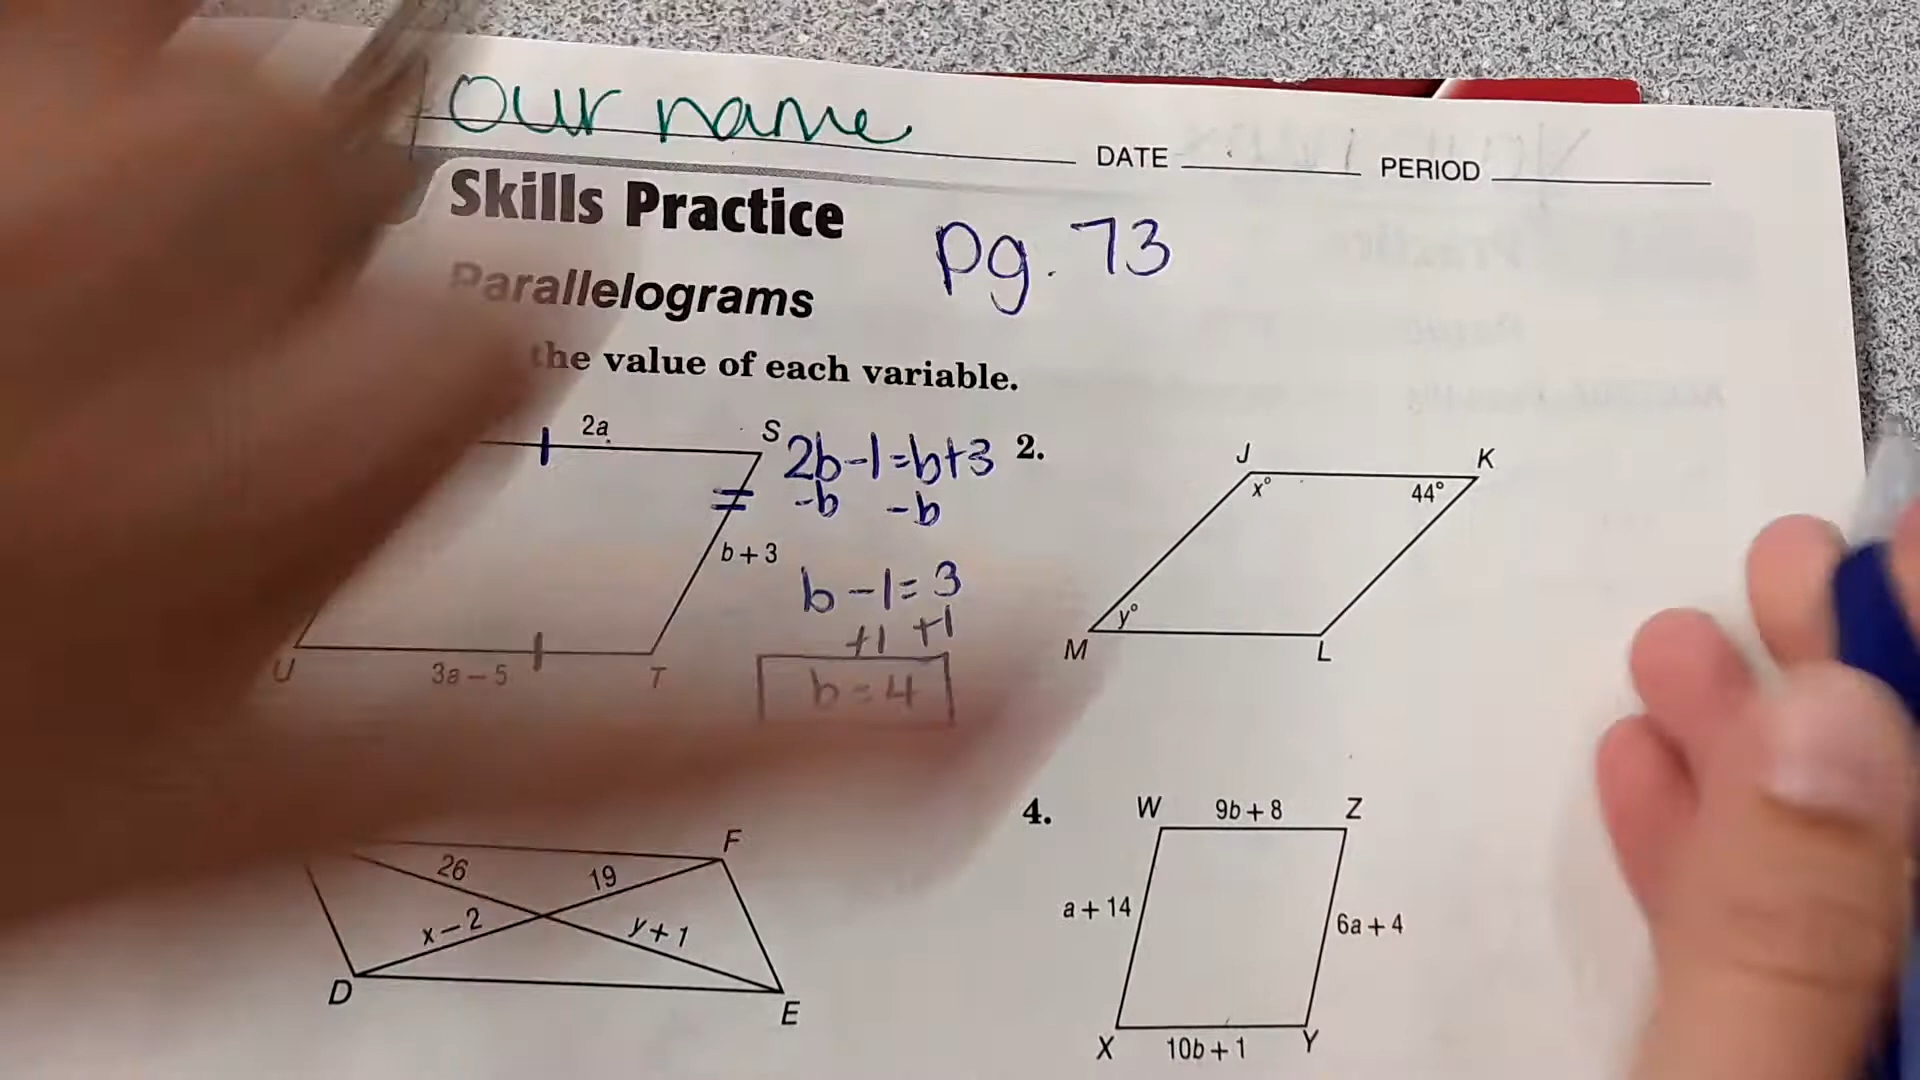 our name
DATE PERIOD
Skills Practice
pg. 73
Parallelograms
the value of each variable.
2a S
2b-1=b+3
-b -b
b+3
b-1=3
+1 +1
b=4
U 3a-5 T
2.
J K
x° 44°
y°
M L
F
26 19
x-2 y+1
D E
4.
W 9b+8 Z
a+14 6a+4
X 10b+1 Y